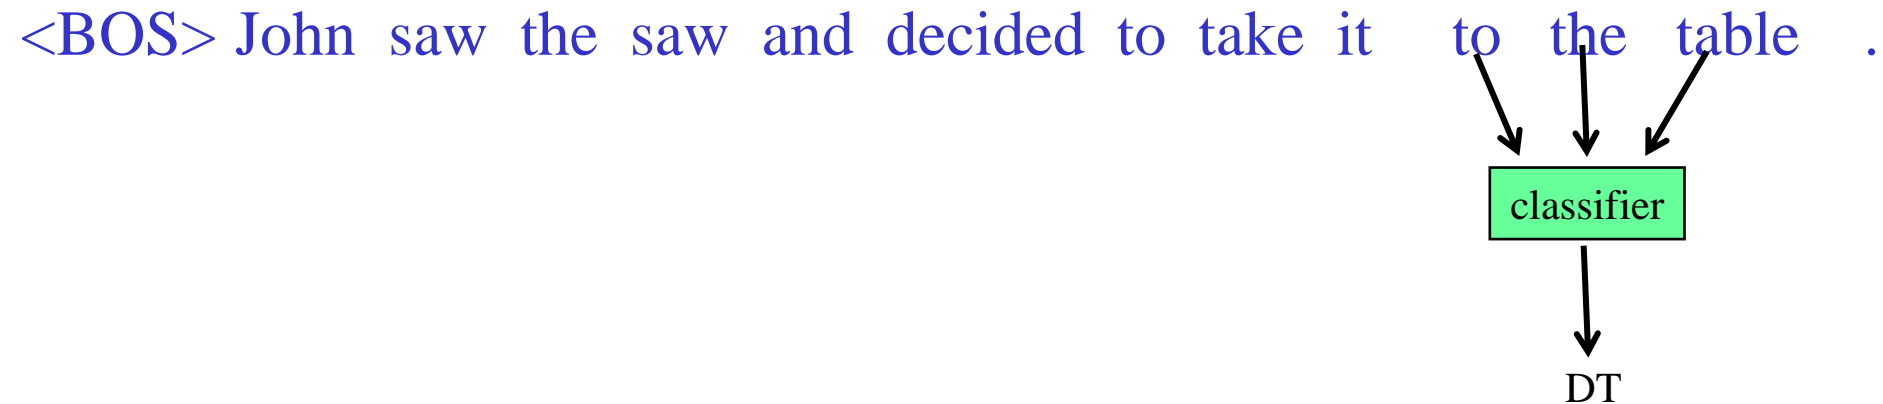 <BOS> John saw the saw and decided to take it to the table .
classifier
DT